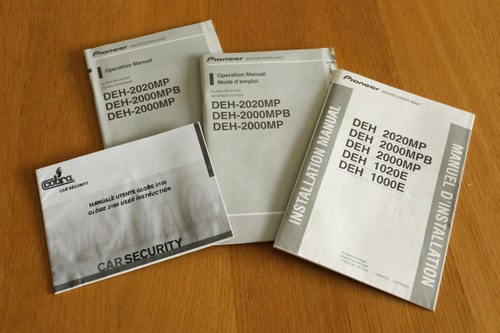 Pioneer
Operation Manual
DEH-2020MP
DEH-2000MPB
DEH-2000MP
Pioneer
Operation Manual
Mode d'emploi
DEH-2020MP
DEH-2000MPB
DEH-2000MP
Pioneer
INSTALLATION MANUAL
DEH 2020MP
DEH 2000MPB
DEH 2000MP
DEH 1020E
DEH 1000E
MANUEL D'INSTALLATION
cobra
CAR SECURITY
MANUALE UTENTE GLOBE 3100
GLOBE 3100 USER INSTRUCTION
CAR SECURITY